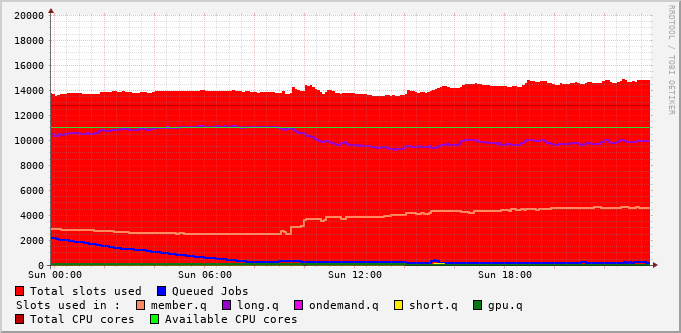 20000
18000
16000
14000
12000
10000
8000
6000
4000
2000
0
Sun 00:00 Sun 06:00 Sun 12:00 Sun 18:00
Total slots used Queued Jobs
Slots used in : member.q long.q ondemand.q short.q gpu.q
Total CPU cores Available CPU cores
RRDTOOL / TOBI OETIKER